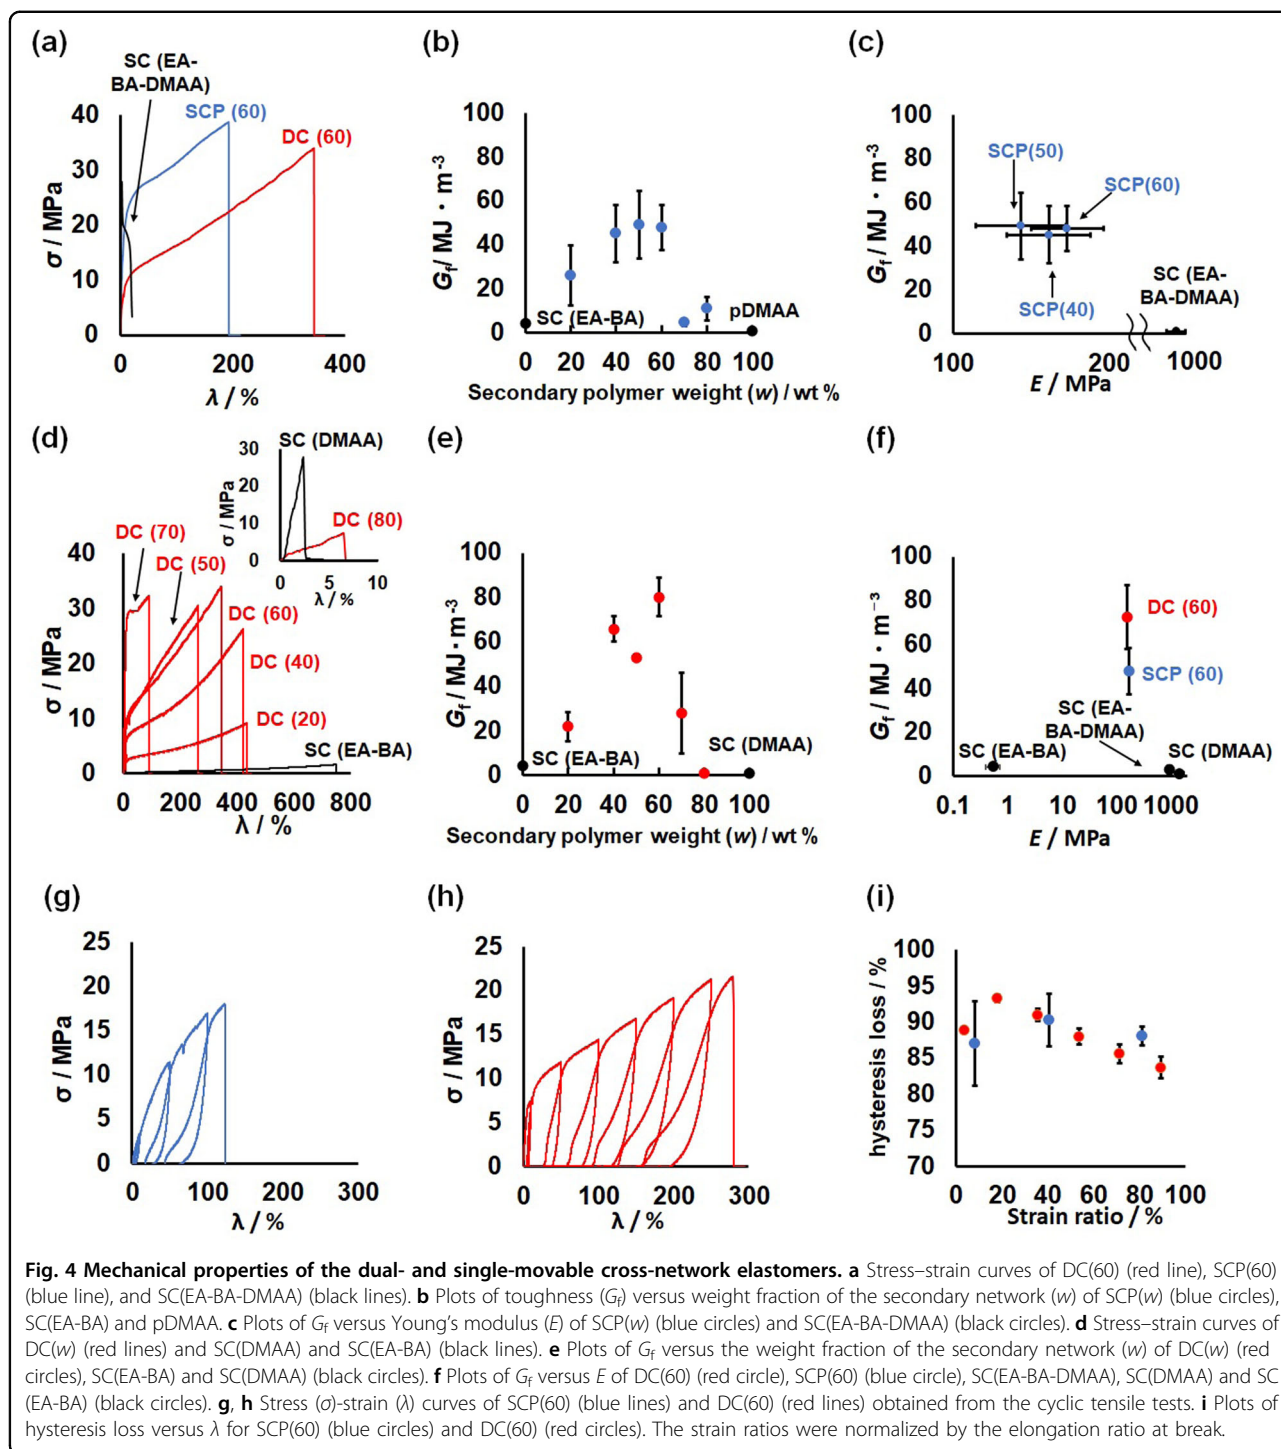 (a)
SC (EA-
BA-DMAA)
SCP (60)
DC (60)
40
30
20
10
0
σ / MPa
0
200
400
λ / %
(b)
100
80
60
40
20
0
G_f/ MJ · m⁻³
SC (EA-BA)
pDMAA
0 20 40 60 80 100
Secondary polymer weight (w) / wt %
(c)
100
80
60
40
20
0
G_f / MJ · m⁻³
SCP(50)
SCP(60)
SCP(40)
SC (EA-
BA-DMAA)
100
200
1000
E / MPa
(d)
30
20
10
0
σ / MPa
SC (DMAA)
DC (80)
0
5
10
λ / %
DC (70)
DC (50)
DC (60)
DC (40)
DC (20)
SC (EA-BA)
40
30
20
10
0
σ / MPa
0 200 400 600 800
λ / %
(e)
100
80
60
40
20
0
G_f / MJ · m⁻³
SC (EA-BA)
SC (DMAA)
0 20 40 60 80 100
Secondary polymer weight (w) / wt %
(f)
100
80
60
40
20
0
G_f / MJ · m⁻³
DC (60)
SCP (60)
SC (EA-
BA-DMAA)
SC (EA-BA)
SC (DMAA)
0.1 1 10 100 1000
E / MPa
(g)
25
20
15
10
5
0
σ / MPa
0 100 200 300
λ / %
(h)
25
20
15
10
5
0
σ / MPa
0 100 200 300
λ / %
(i)
100
95
90
85
80
70
hysteresis loss / %
0 20 40 60 80 100
Strain ratio / %
Fig. 4 Mechanical properties of the dual- and single-movable cross-network elastomers. a Stress–strain curves of DC(60) (red line), SCP(60)
(blue line), and SC(EA-BA-DMAA) (black lines). b Plots of toughness (G_f) versus weight fraction of the secondary network (w) of SCP(w) (blue circles),
SC(EA-BA) and pDMAA. c Plots of G_f versus Young's modulus (E) of SCP(w) (blue circles) and SC(EA-BA-DMAA) (black circles). d Stress–strain curves of
DC(w) (red lines) and SC(DMAA) and SC(EA-BA) (black lines). e Plots of G_f versus the weight fraction of the secondary network (w) of DC(w) (red
circles), SC(EA-BA) and SC(DMAA) (black circles). f Plots of G_f versus E of DC(60) (red circle), SCP(60) (blue circle), SC(EA-BA-DMAA), SC(DMAA) and SC
(EA-BA) (black circles). g, h Stress (σ)-strain (λ) curves of SCP(60) (blue lines) and DC(60) (red lines) obtained from the cyclic tensile tests. i Plots of
hysteresis loss versus λ for SCP(60) (blue circles) and DC(60) (red circles). The strain ratios were normalized by the elongation ratio at break.